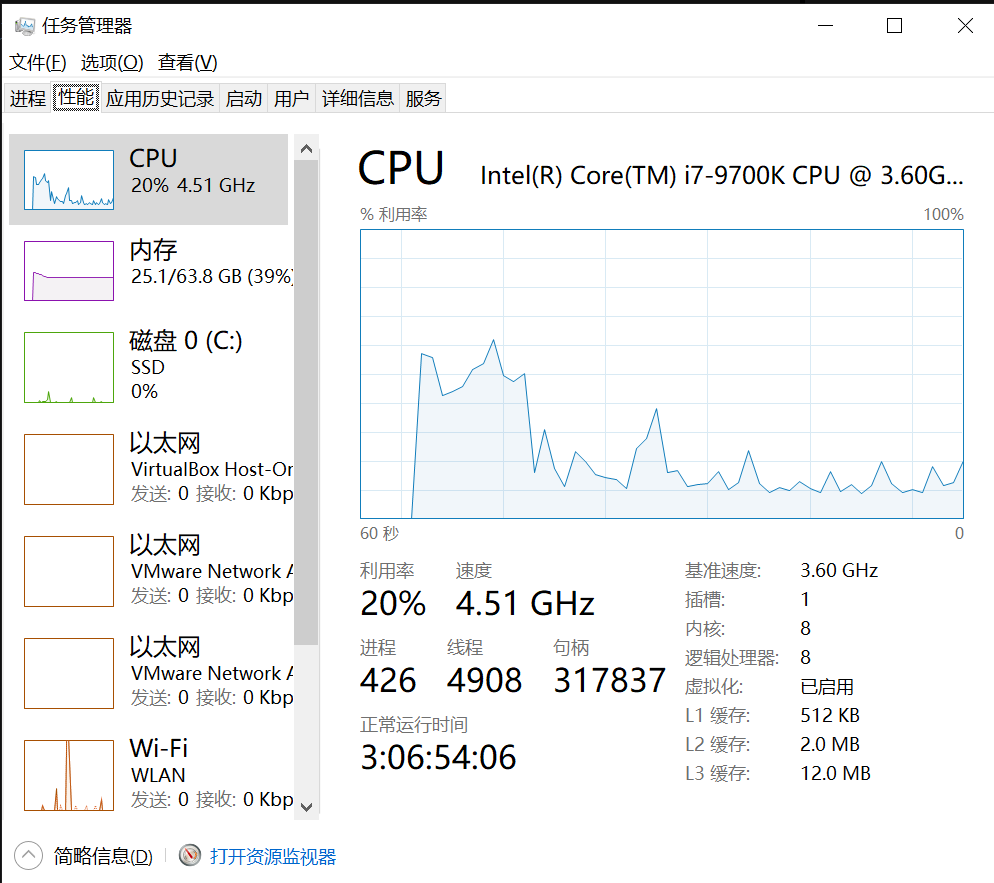 任务管理器
文件(F) 选项(O) 查看(V)
进程 性能 应用历史记录 启动 用户 详细信息 服务
CPU
20% 4.51 GHz
内存
25.1/63.8 GB (39%)
磁盘 0 (C:)
SSD
0%
以太网
VirtualBox Host-Or
发送: 0 接收: 0 Kbp
以太网
VMware Network A
发送: 0 接收: 0 Kbp
以太网
VMware Network A
发送: 0 接收: 0 Kbp
Wi-Fi
WLAN
发送: 0 接收: 0 Kbp
CPU Intel(R) Core(TM) i7-9700K CPU @ 3.60G...
% 利用率 100%
60 秒 0
利用率 速度
20% 4.51 GHz
进程 线程 句柄
426 4908 317837
正常运行时间
3:06:54:06
基准速度: 3.60 GHz
插槽: 1
内核: 8
逻辑处理器: 8
虚拟化: 已启用
L1 缓存: 512 KB
L2 缓存: 2.0 MB
L3 缓存: 12.0 MB
简略信息(D) 打开资源监视器